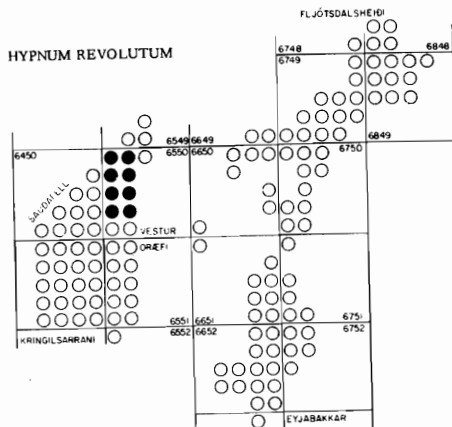 FLJÓTSDALSHEIÐI
HYPNUM REVOLUTUM
6748 6848
6749
6549 6649 6849
6450 6550 6650 6750
VESTUR
ÖRÆFI
6551 6651 6751
6552 6652 6752
KRINGILSÁRRANI
EYJABAKKAR